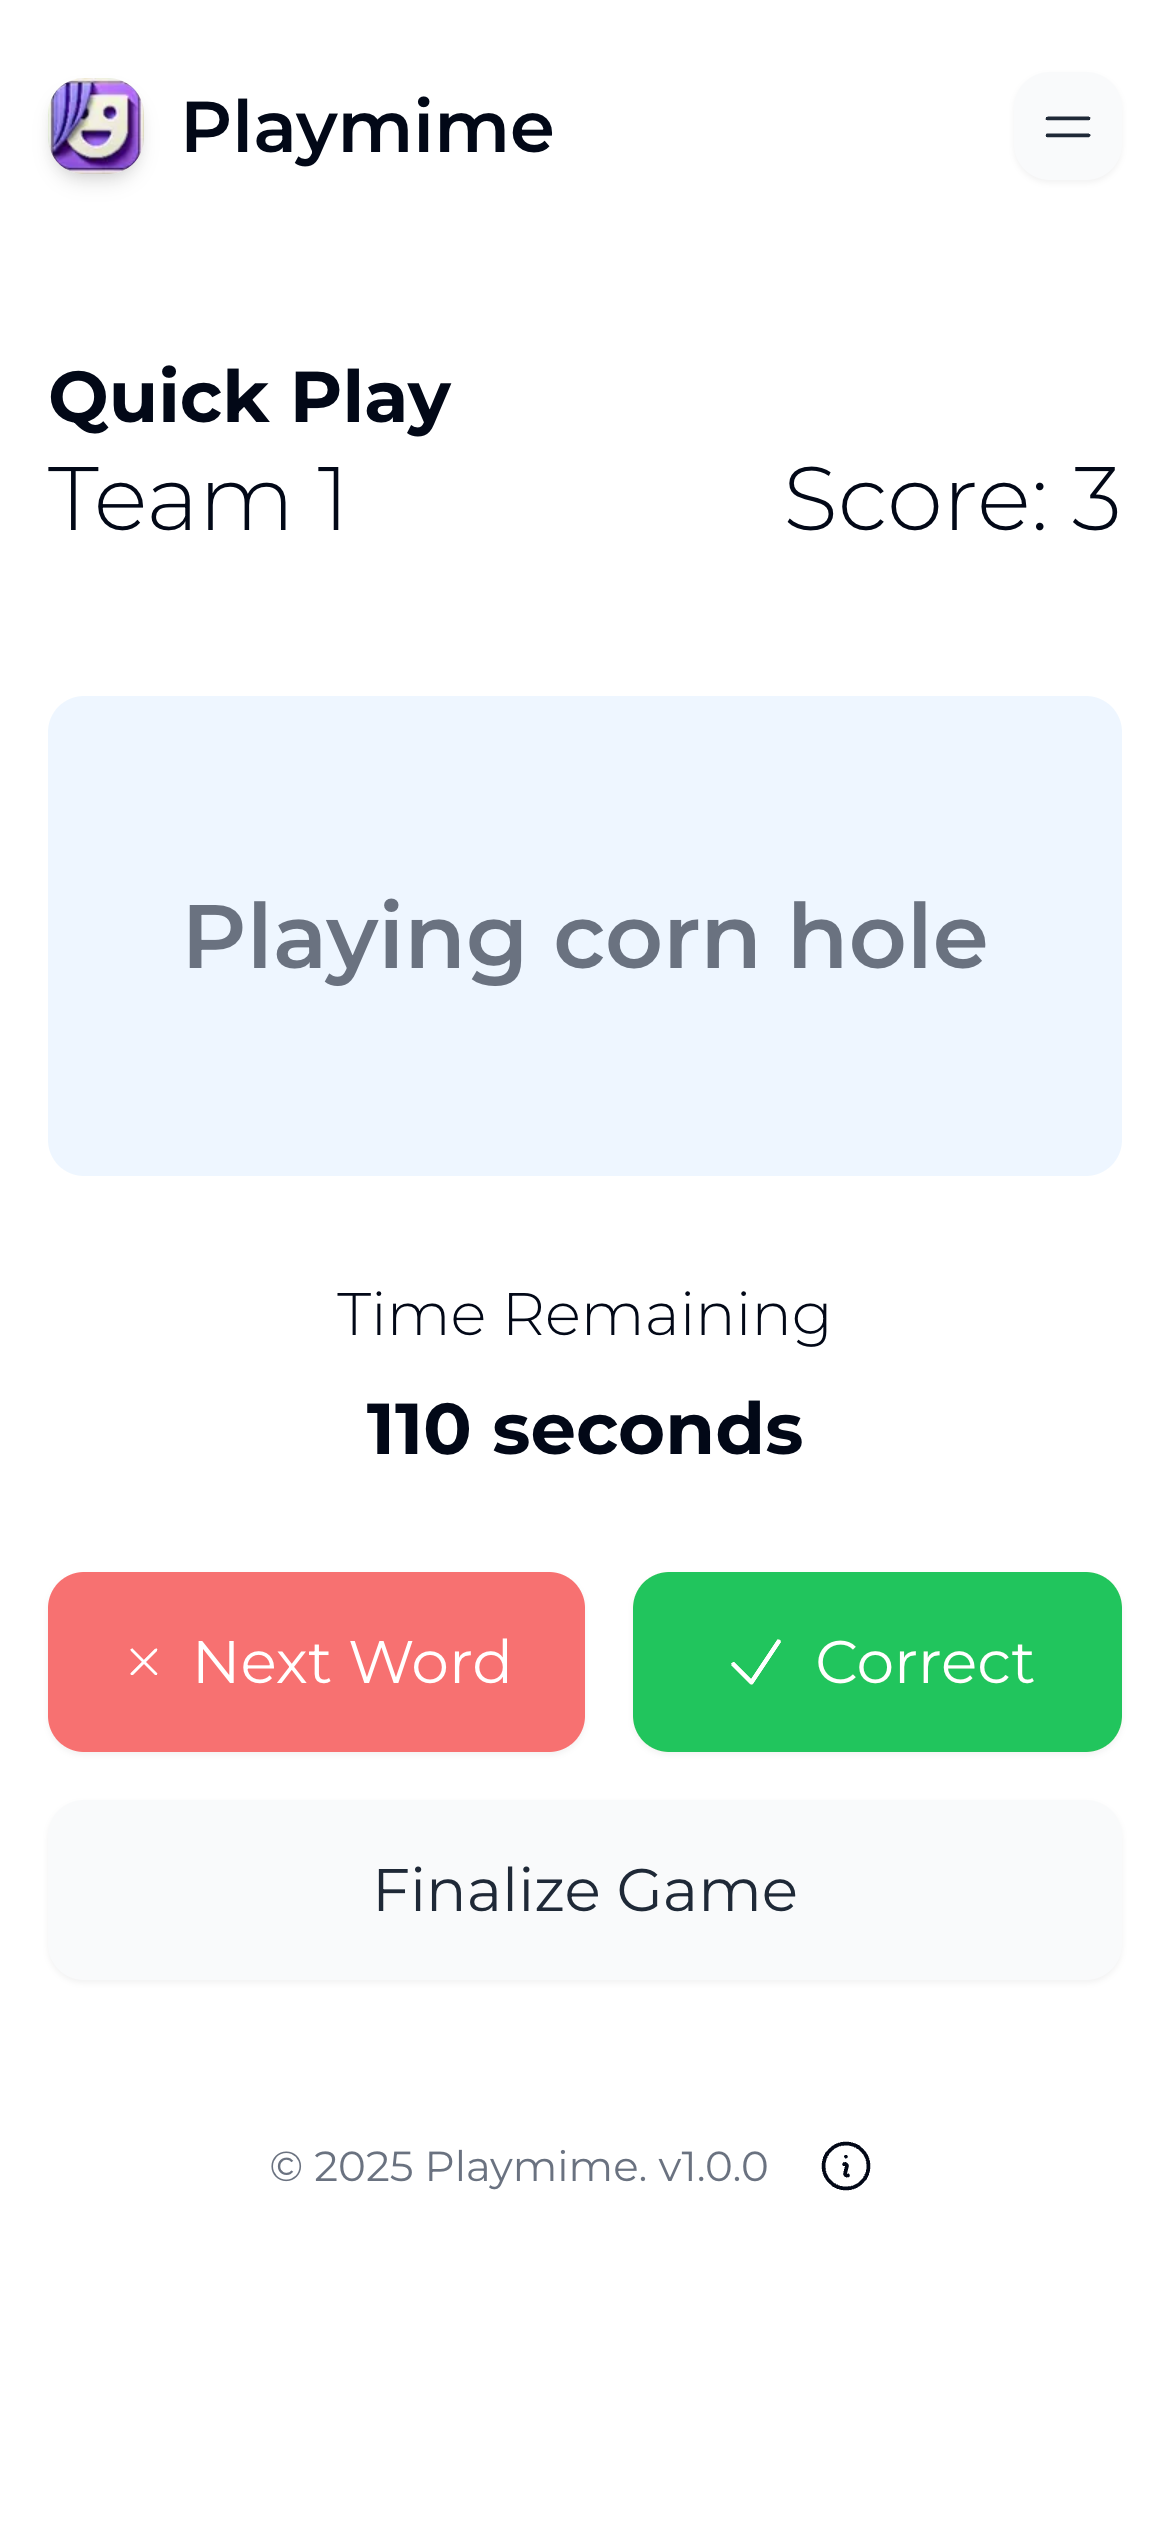 Playmime
Quick Play
Team 1
Score: 3
Playing corn hole
Time Remaining
110 seconds
Next Word
Correct
Finalize Game
© 2025 Playmime. v1.0.0